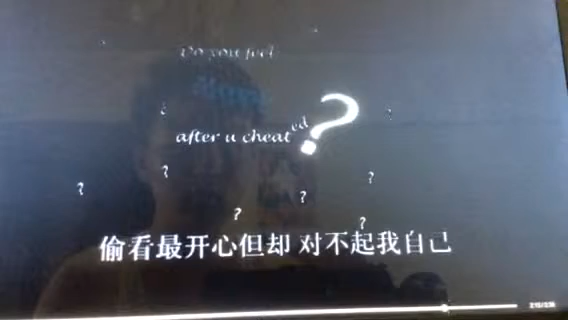 Do you feel
after u cheated ?
? ? ? ? ? ? ? ?
偷看最开心但却 对不起我自己